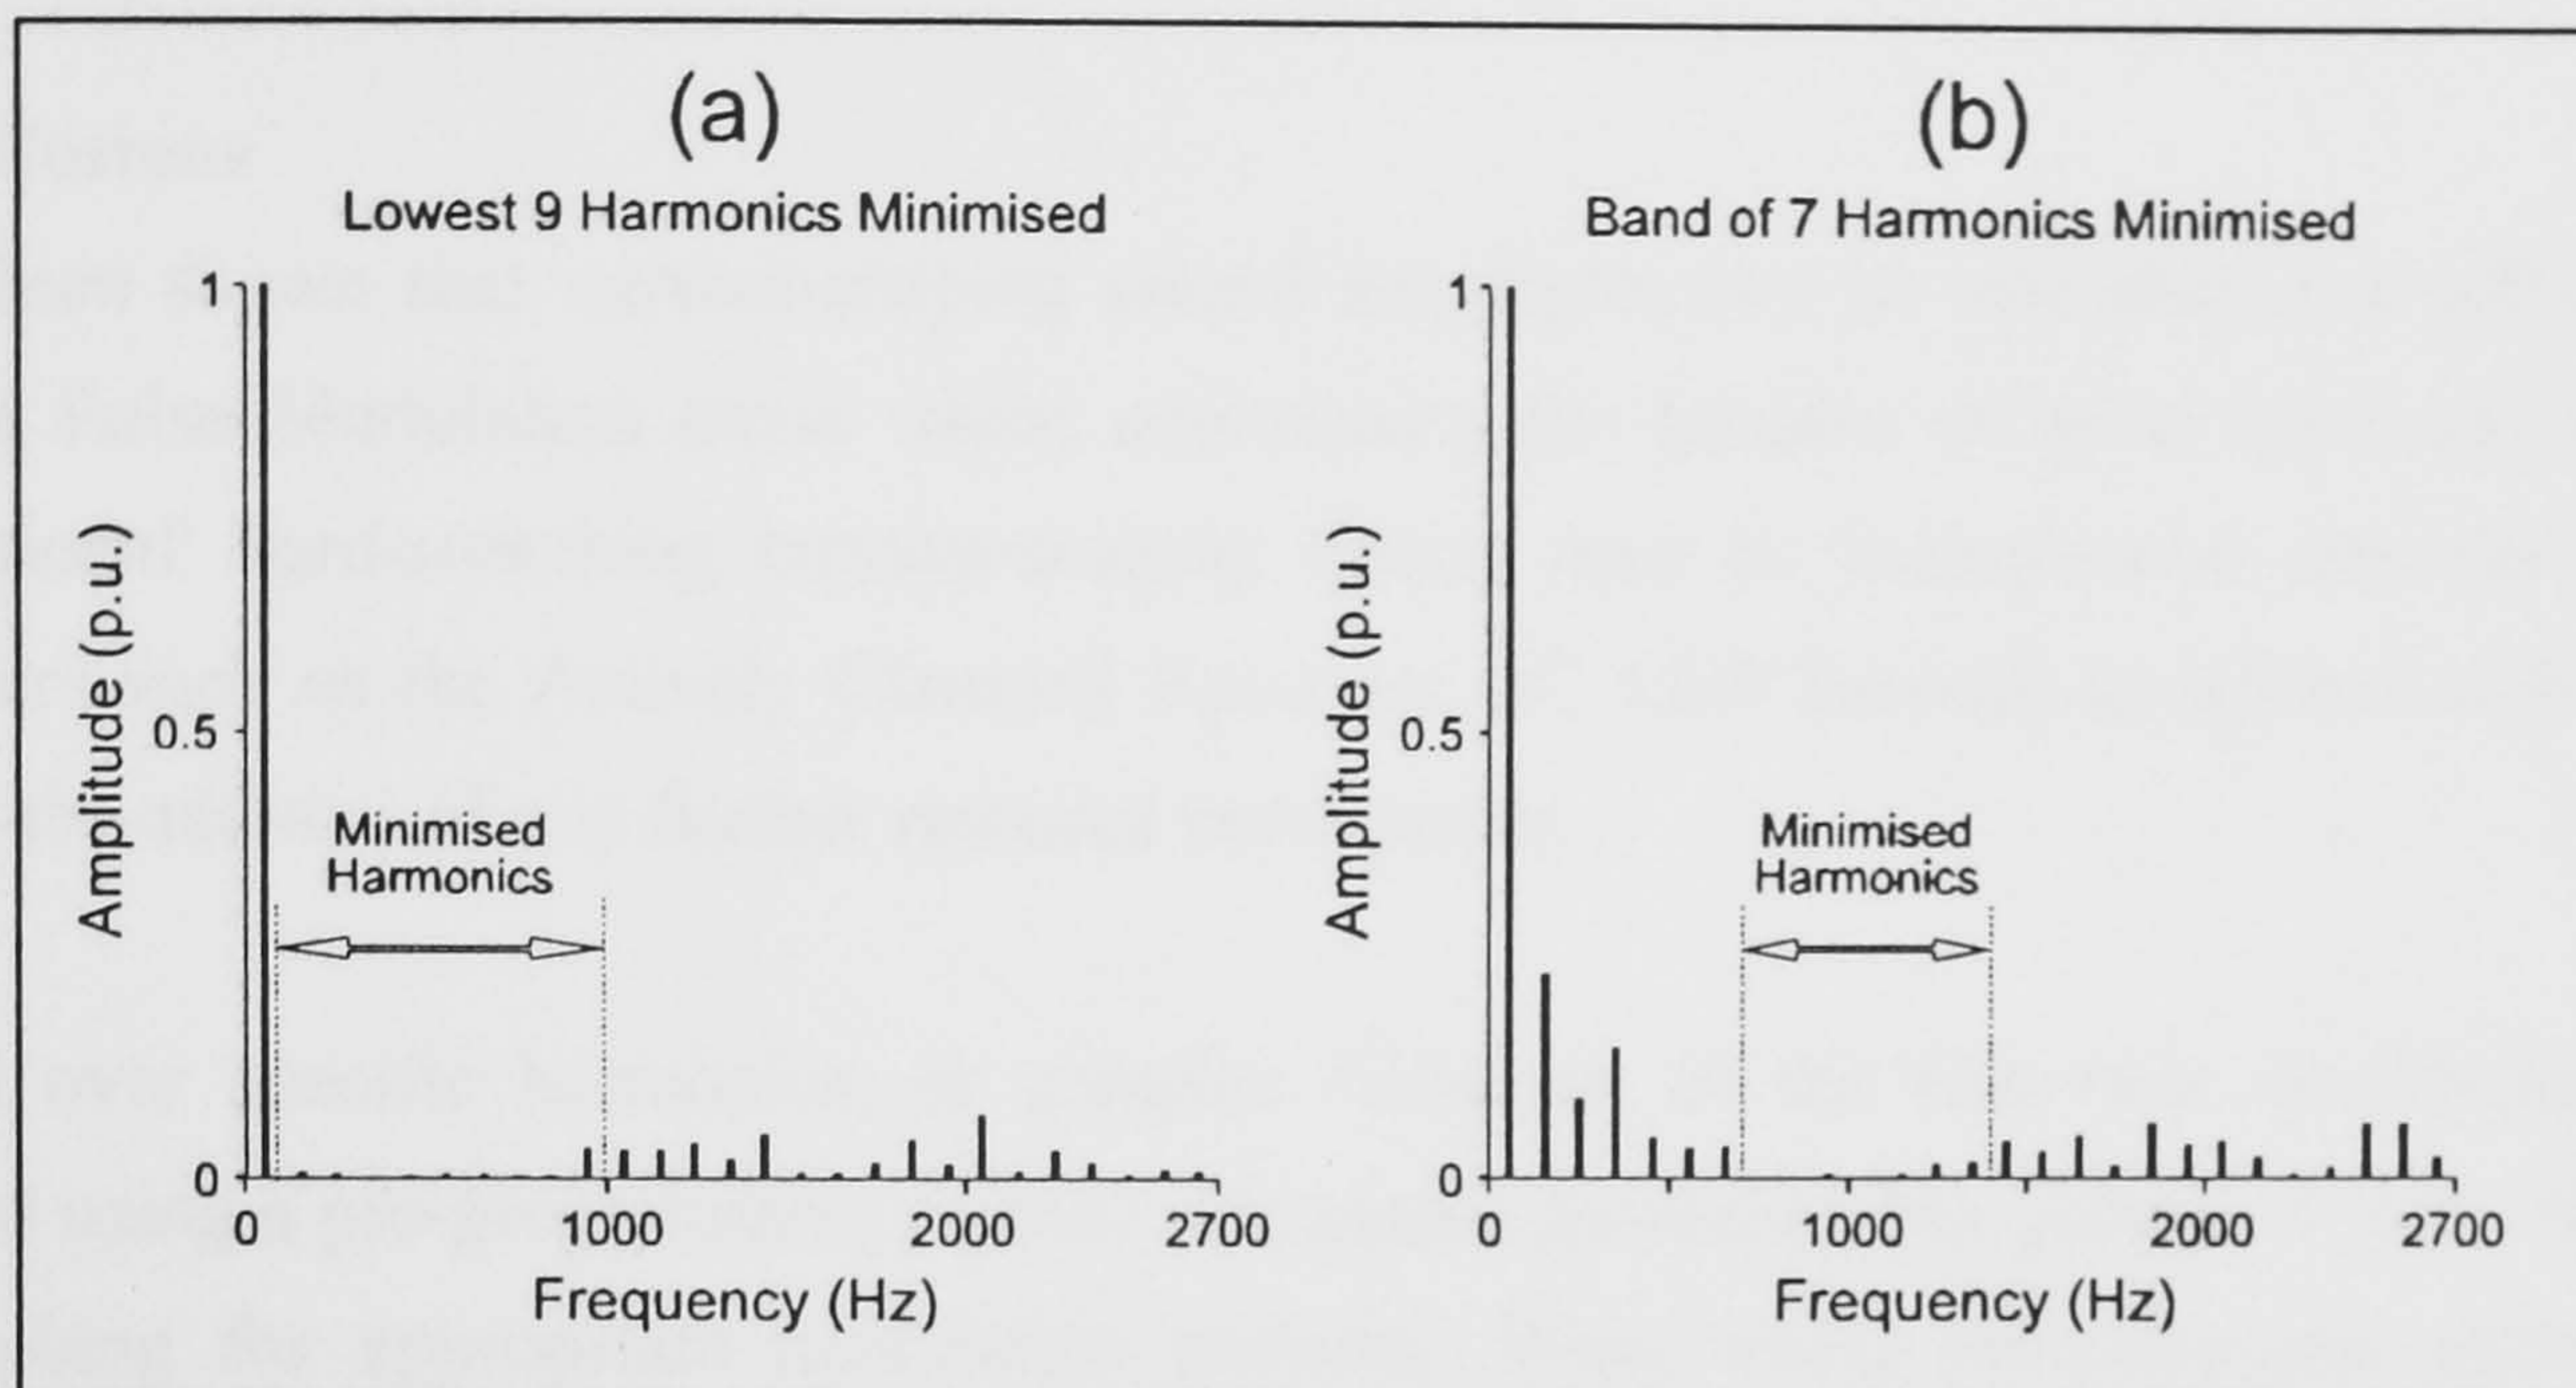 (a)
Lowest 9 Harmonics Minimised
1
0.5
0
Amplitude (p.u.)
Minimised
Harmonics
0
1000
2000
2700
Frequency (Hz)
(b)
Band of 7 Harmonics Minimised
1
0.5
0
Amplitude (p.u.)
Minimised
Harmonics
0
1000
2000
2700
Frequency (Hz)